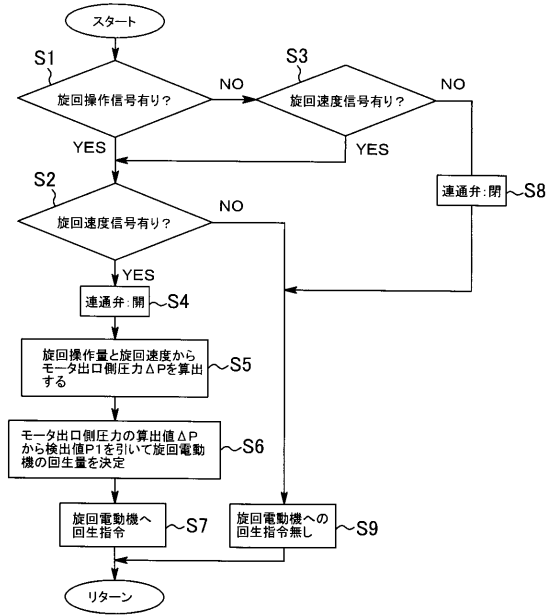 スタート
S1
旋回操作信号有り?
NO
S3
旋回速度信号有り?
NO
YES
YES
S2
旋回速度信号有り?
NO
連通弁:閉
S8
YES
連通弁:開
S4
旋回操作量と旋回速度から
モータ出口側圧力ΔPを算出
する
S5
モータ出口側圧力の算出値ΔP
から検出値P1を引いて旋回電動
機の回生量を決定
S6
旋回電動機へ
回生指令
S7
旋回電動機への
回生指令無し
S9
リターン